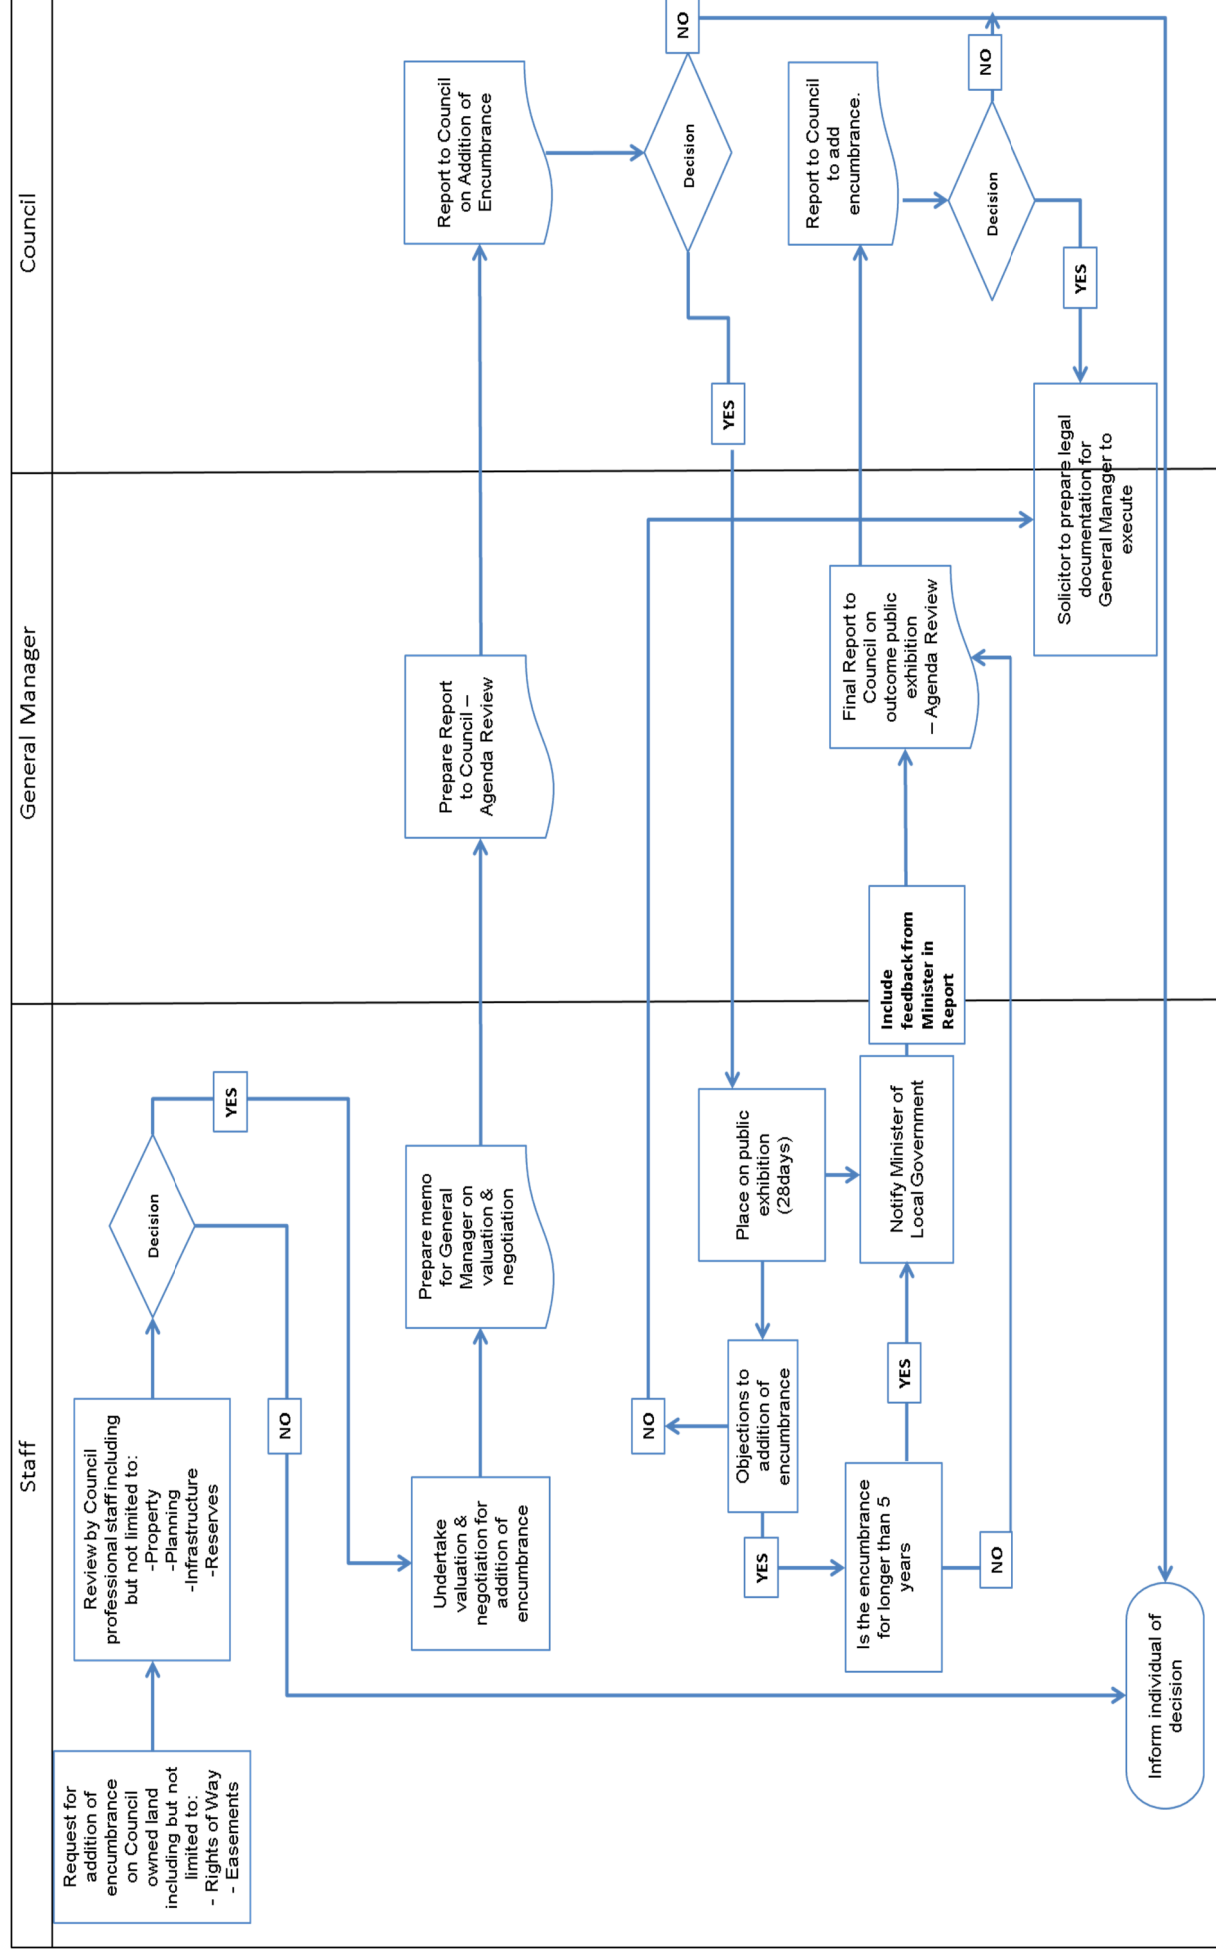 Staff
General Manager
Council
Request for
addition of
encumbrance
on Council
owned land
including but not
limited to:
- Rights of Way
- Easements
Review by Council
professional staff including
but not limited to:
-Property
-Planning
-Infrastructure
-Reserves
Decision
YES
NO
Undertake
valuation &
negotiation for
addition of
encumbrance
Prepare memo
for General
Manager on
valuation &
negotiation
Prepare Report
to Council –
Agenda Review
Report to Council
on Addition of
Encumbrance
Decision
NO
YES
Place on public
exhibition
(28days)
Objections to
addition of
encumbrance
NO
YES
Is the encumbrance
for longer than 5
years
YES
NO
Notify Minister of
Local Government
Include
feedback from
Minister in
Report
Final Report to
Council on
outcome public
exhibition
– Agenda Review
Report to Council
to add
encumbrance.
Decision
NO
YES
Solicitor to prepare legal
documentation for
General Manager to
execute
Inform individual of
decision